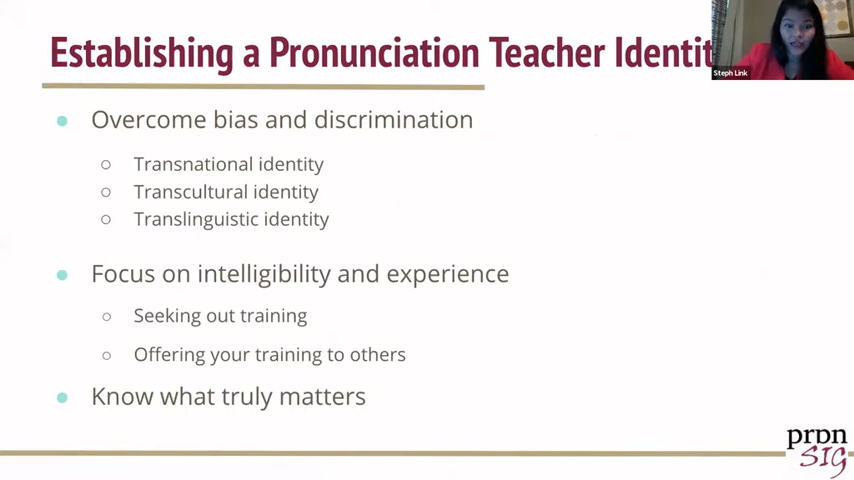 Establishing a Pronunciation Teacher Identit
Steph Link
Overcome bias and discrimination
Transnational identity
Transcultural identity
Translinguistic identity
Focus on intelligibility and experience
Seeking out training
Offering your training to others
Know what truly matters
prɒn
SIG